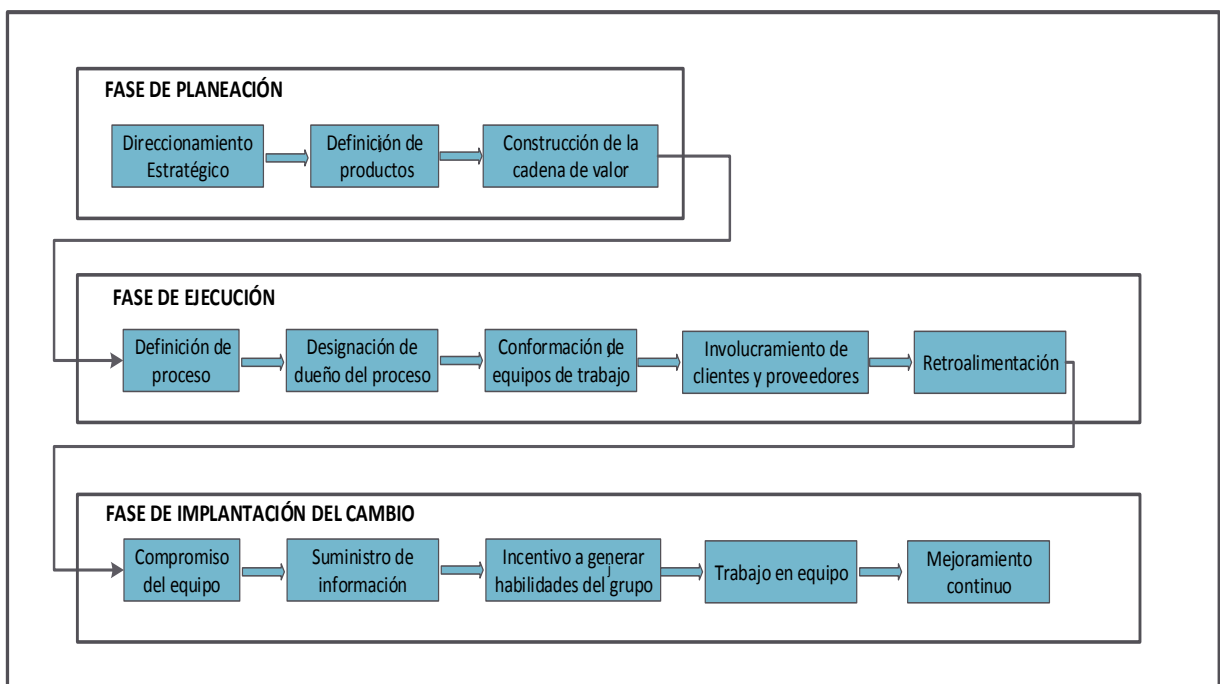 FASE DE PLANEACIÓN
Direccionamiento
Estratégico
Definición de
productos
Construcción de la
cadena de valor
FASE DE EJECUCIÓN
Definición de
proceso
Designación de
dueño del proceso
Conformación de
equipos de trabajo
Involucramiento de
clientes y proveedores
Retroalimentación
FASE DE IMPLANTACIÓN DEL CAMBIO
Compromiso
del equipo
Suministro de
información
Incentivo a generar
habilidades del grupo
Trabajo en equipo
Mejoramiento
continuo